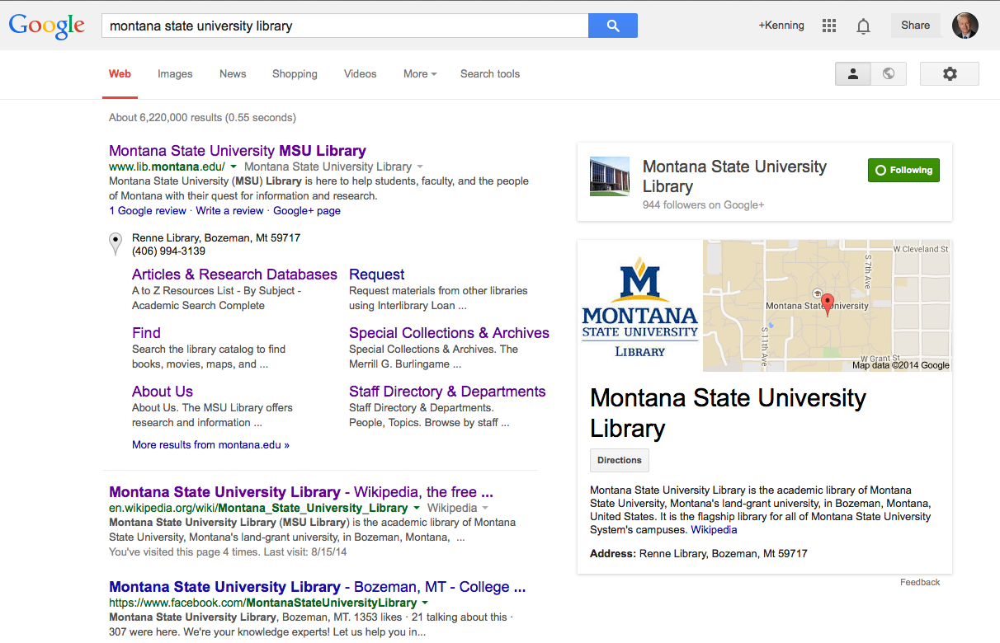 Google
montana state university library
+Kenning
Share
Web Images News Shopping Videos More Search tools
About 6,220,000 results (0.55 seconds)
Montana State University MSU Library
www.lib.montana.edu/ Montana State University Library
Montana State University (MSU) Library is here to help students, faculty, and the people
of Montana with their quest for information and research.
1 Google review · Write a review · Google+ page
Renne Library, Bozeman, Mt 59717
(406) 994-3139
Articles & Research Databases
A to Z Resources List - By Subject -
Academic Search Complete
Request
Request materials from other libraries
using Interlibrary Loan ...
Find
Search the library catalog to find
books, movies, maps, and ...
Special Collections & Archives
Special Collections & Archives. The
Merrill G. Burlingame ...
About Us
About Us. The MSU Library offers
research and information ...
Staff Directory & Departments
Staff Directory & Departments.
People, Topics. Browse by staff ...
More results from montana.edu »
Montana State University Library - Wikipedia, the free ...
en.wikipedia.org/wiki/Montana_State_University_Library Wikipedia
Montana State University Library (MSU Library) is the academic library of Montana
State University, Montana's land-grant university, in Bozeman, Montana, ...
You've visited this page 4 times. Last visit: 8/15/14
Montana State University Library - Bozeman, MT - College ...
https://www.facebook.com/MontanaStateUniversityLibrary
Montana State University Library, Bozeman, MT. 1353 likes · 21 talking about this ·
307 were here. We're your knowledge experts! Let us help you in...
Montana State University
Library
944 followers on Google+
Following
M
MONTANA
STATE UNIVERSITY
LIBRARY
W Cleveland St
S 7th Ave
Montana State University
S 11th Ave
W Grant St
Map data ©2014 Google
Montana State University
Library
Directions
Montana State University Library is the academic library of Montana
State University, Montana's land-grant university, in Bozeman, Montana,
United States. It is the flagship library for all of Montana State University
System's campuses. Wikipedia
Address: Renne Library, Bozeman, Mt 59717
Feedback